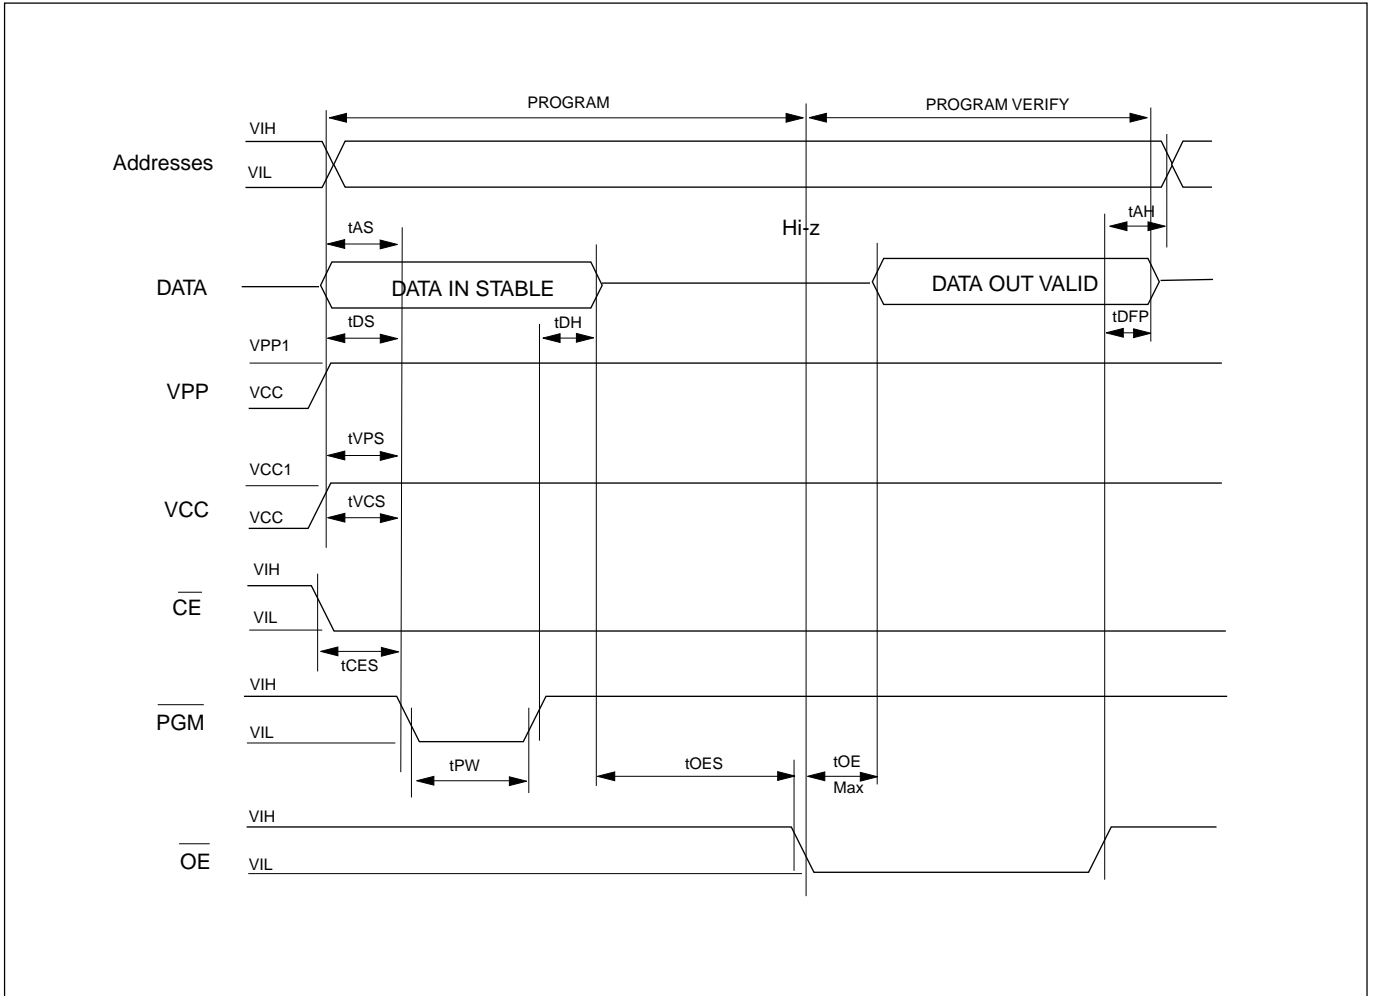 PROGRAM
PROGRAM VERIFY
VIH
Addresses
VIL
tAS
Hi-z
tAH
DATA
DATA IN STABLE
DATA OUT VALID
tDS
tDH
tDFP
VPP1
VPP
VCC
tVPS
VCC1
VCC
tVCS
VCC
VIH
CE
VIL
tCES
VIH
PGM
VIL
tPW
tOES
tOE
Max
VIH
OE
VIL